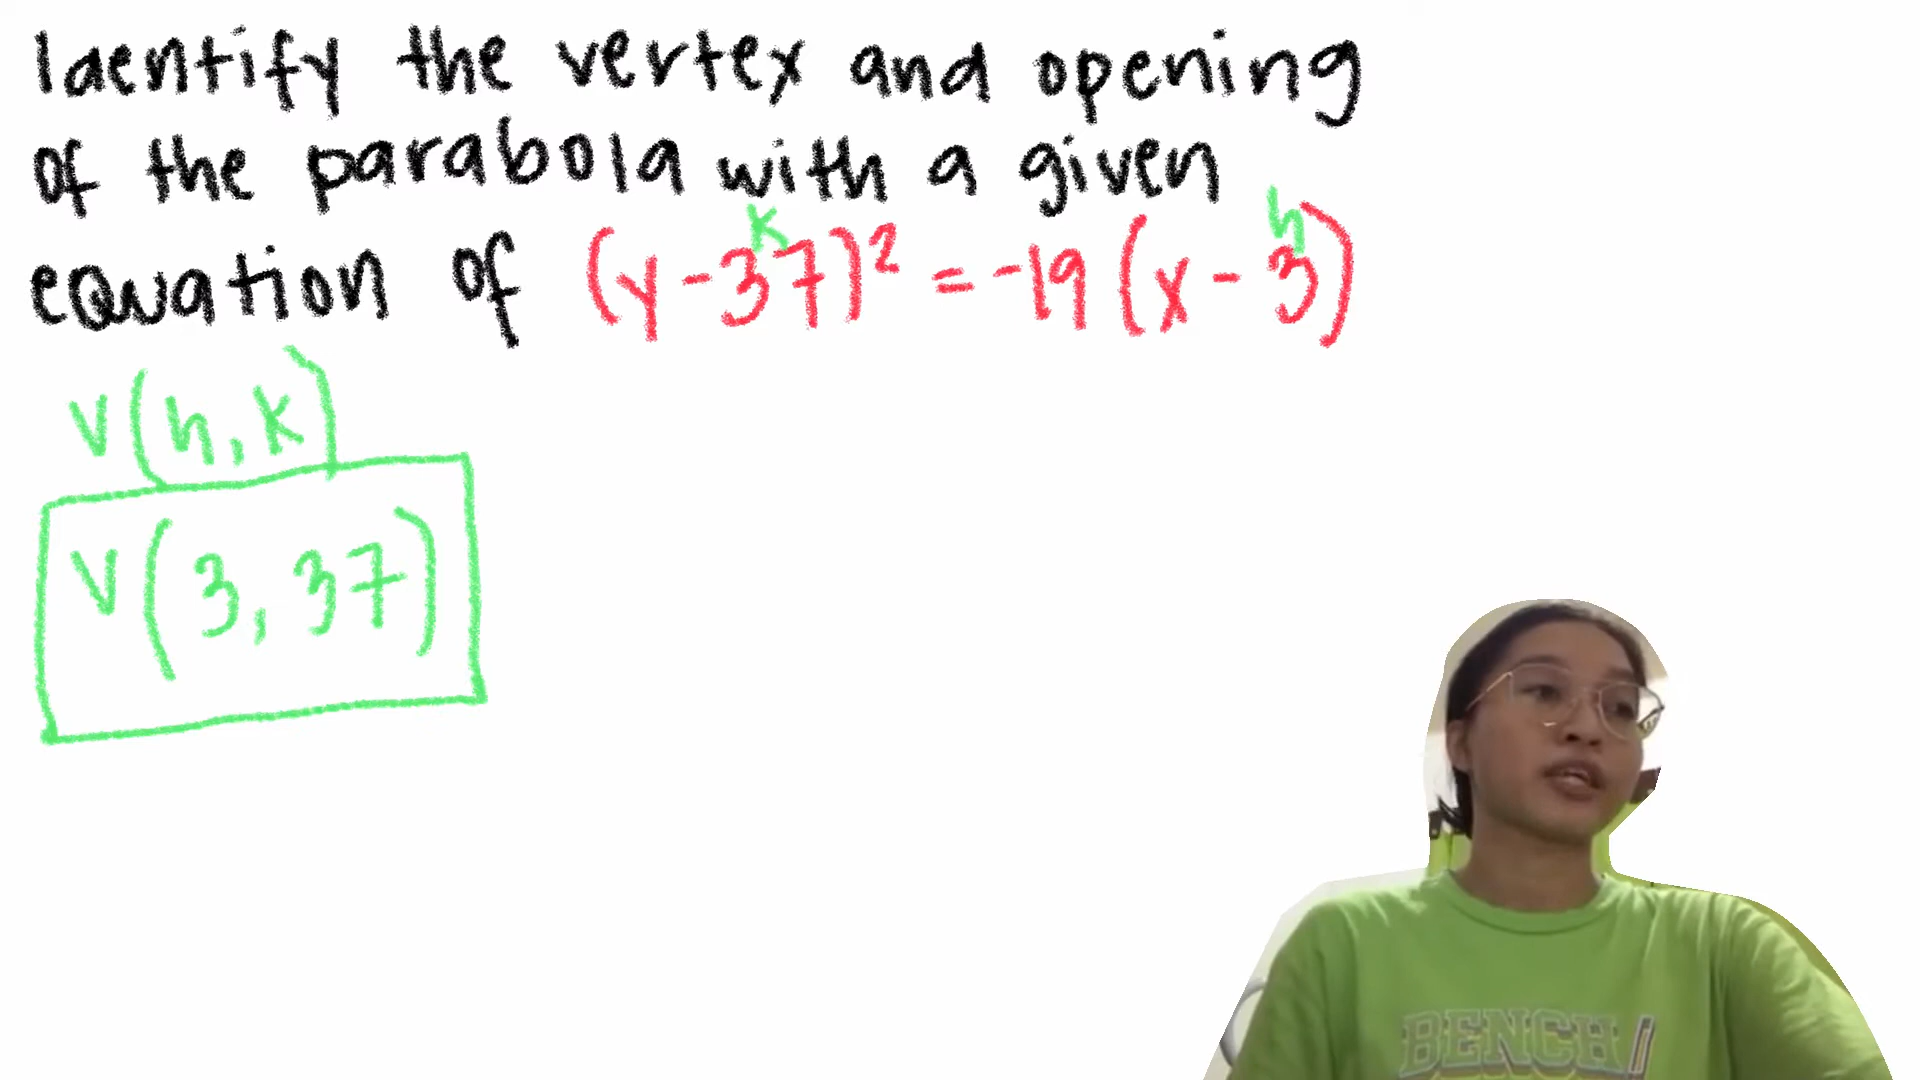 Identify the vertex and opening
of the parabola with a given
k h
equation of (y-37)² = -19 (x - 3)
V(h, k)
V(3, 37)
BENCH/